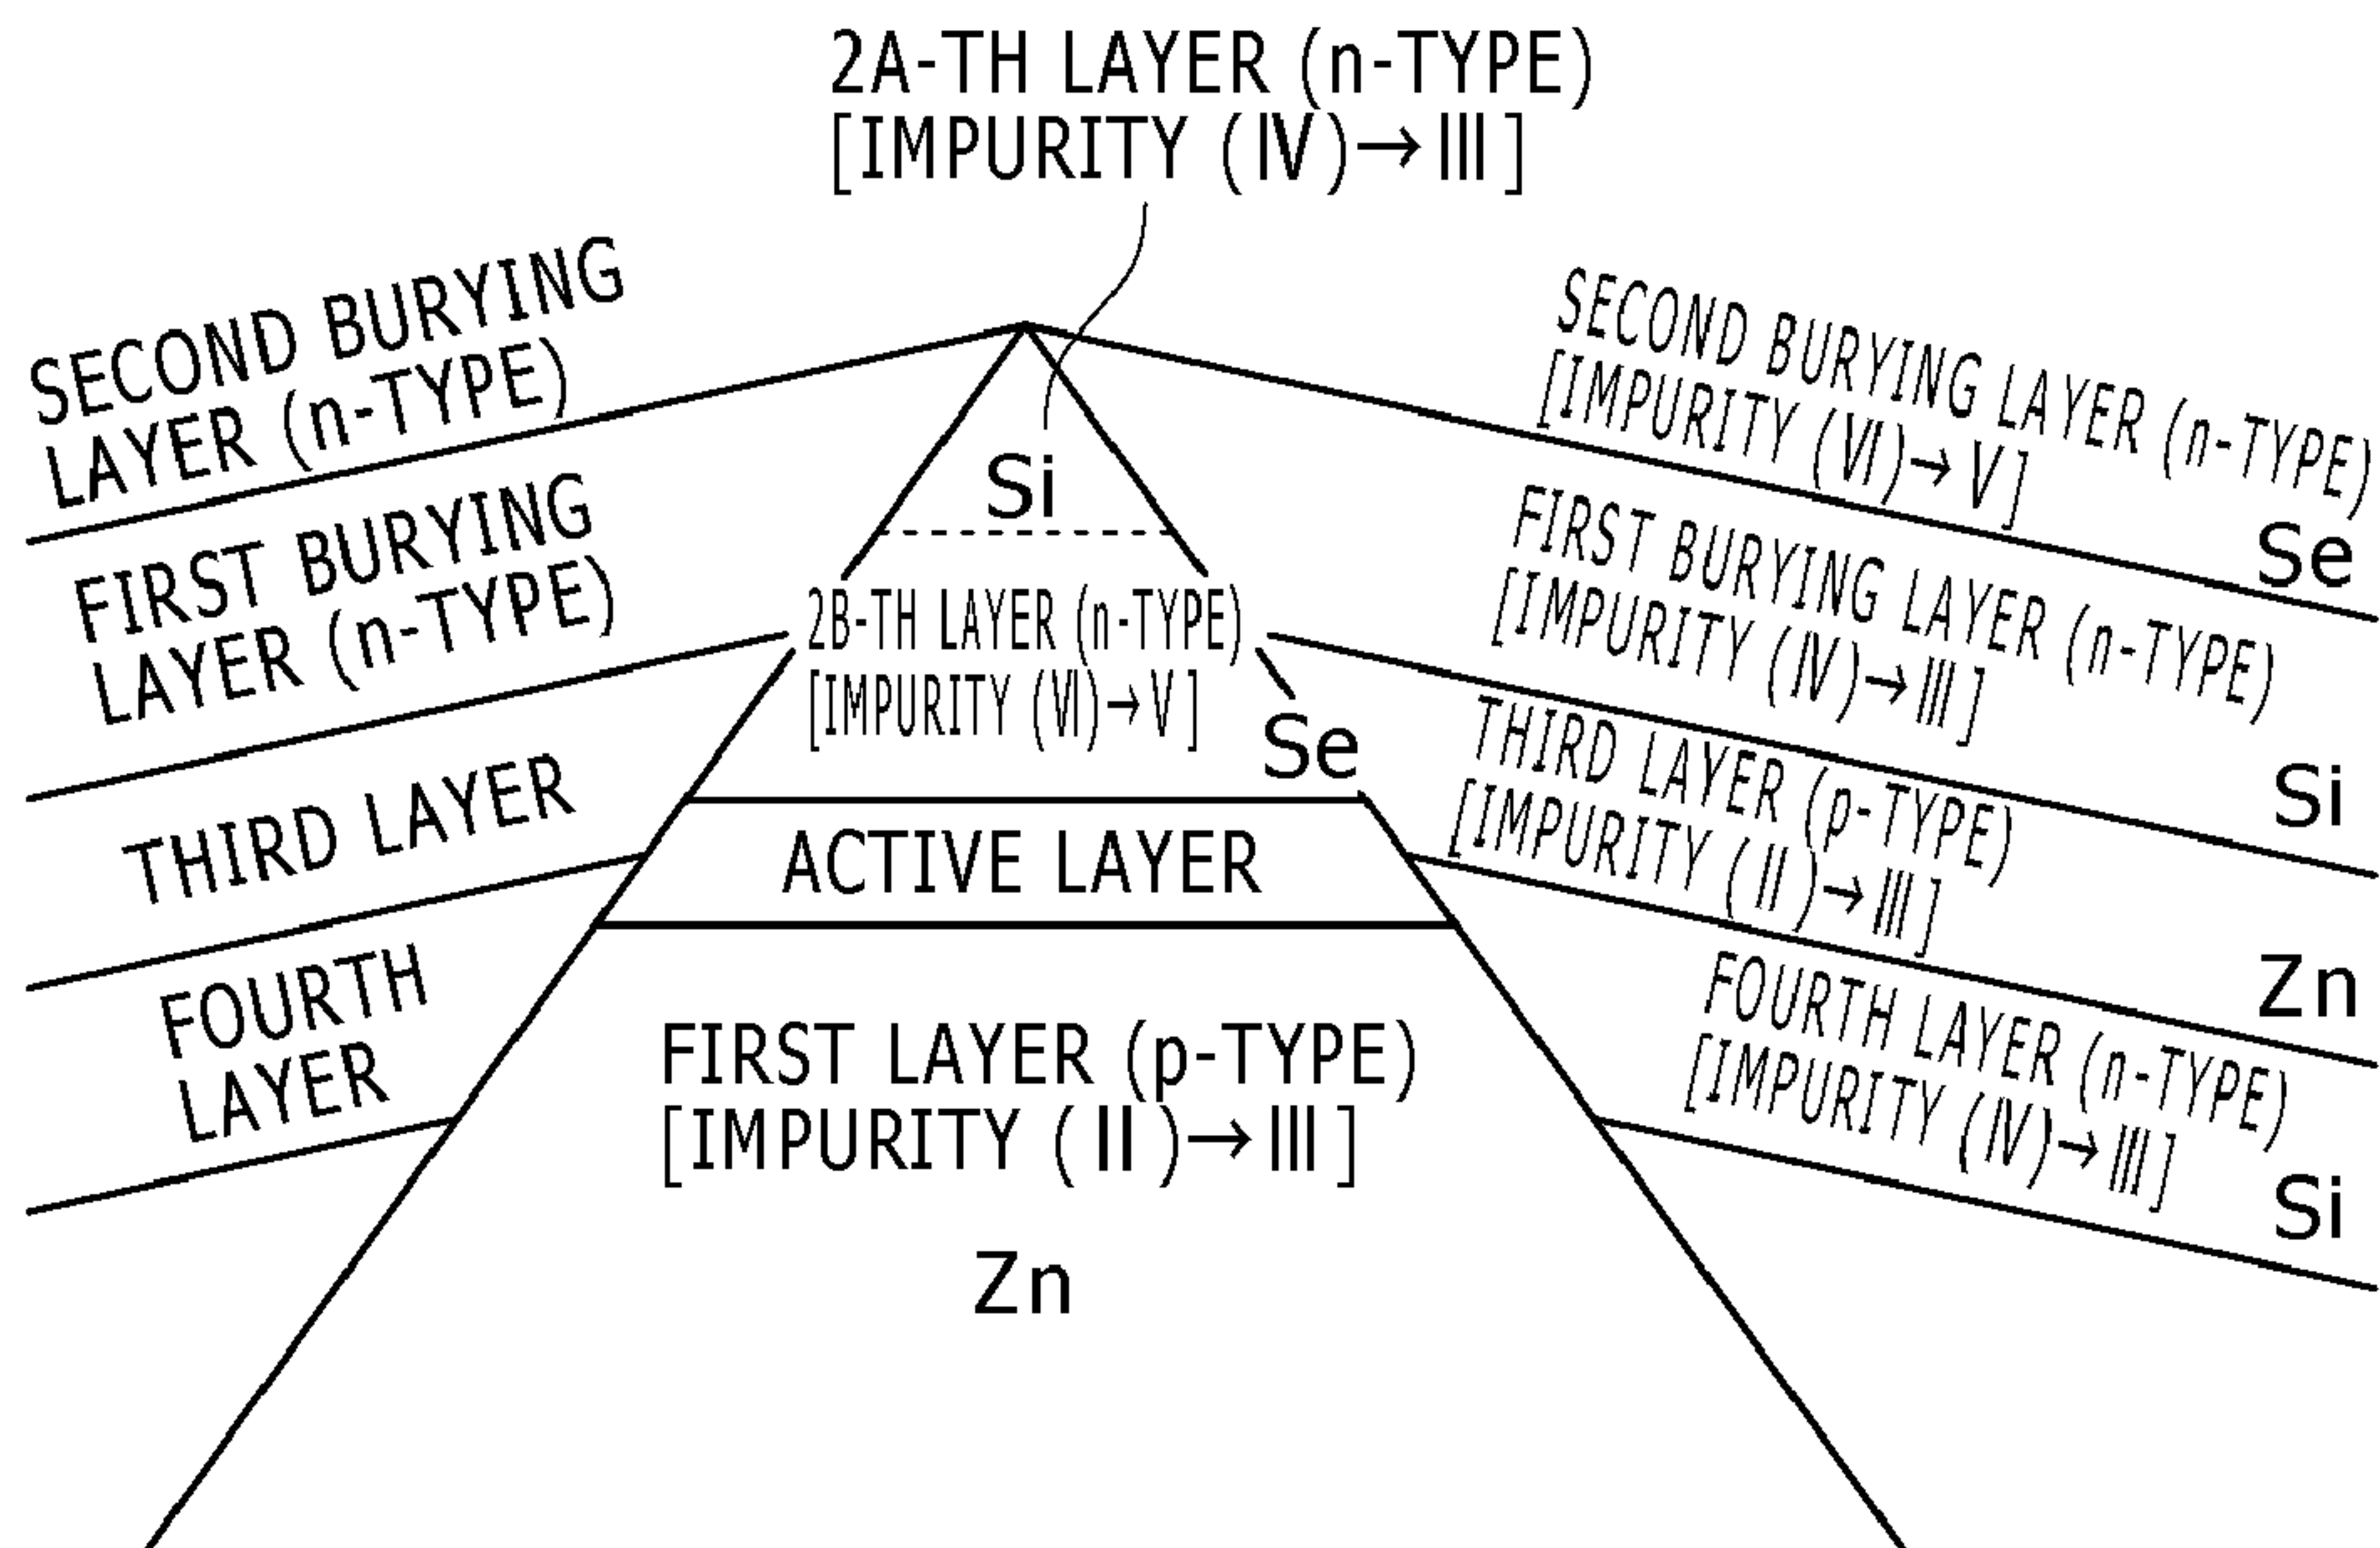 2A-TH LAYER (n-TYPE)
[IMPURITY (Ⅳ)→Ⅲ]
SECOND BURYING
LAYER (n-TYPE)
FIRST BURYING
LAYER (n-TYPE)
THIRD LAYER
FOURTH
LAYER
Si
2B-TH LAYER (n-TYPE)
[IMPURITY (Ⅵ)→Ⅴ]
Se
ACTIVE LAYER
FIRST LAYER (p-TYPE)
[IMPURITY (Ⅱ)→Ⅲ]
Zn
SECOND BURYING LAYER (n-TYPE)
[IMPURITY (Ⅵ)→Ⅴ]
Se
FIRST BURYING LAYER (n-TYPE)
[IMPURITY (Ⅳ)→Ⅲ]
Si
THIRD LAYER (p-TYPE)
[IMPURITY (Ⅱ)→Ⅲ]
Zn
FOURTH LAYER (n-TYPE)
[IMPURITY (Ⅳ)→Ⅲ]
Si